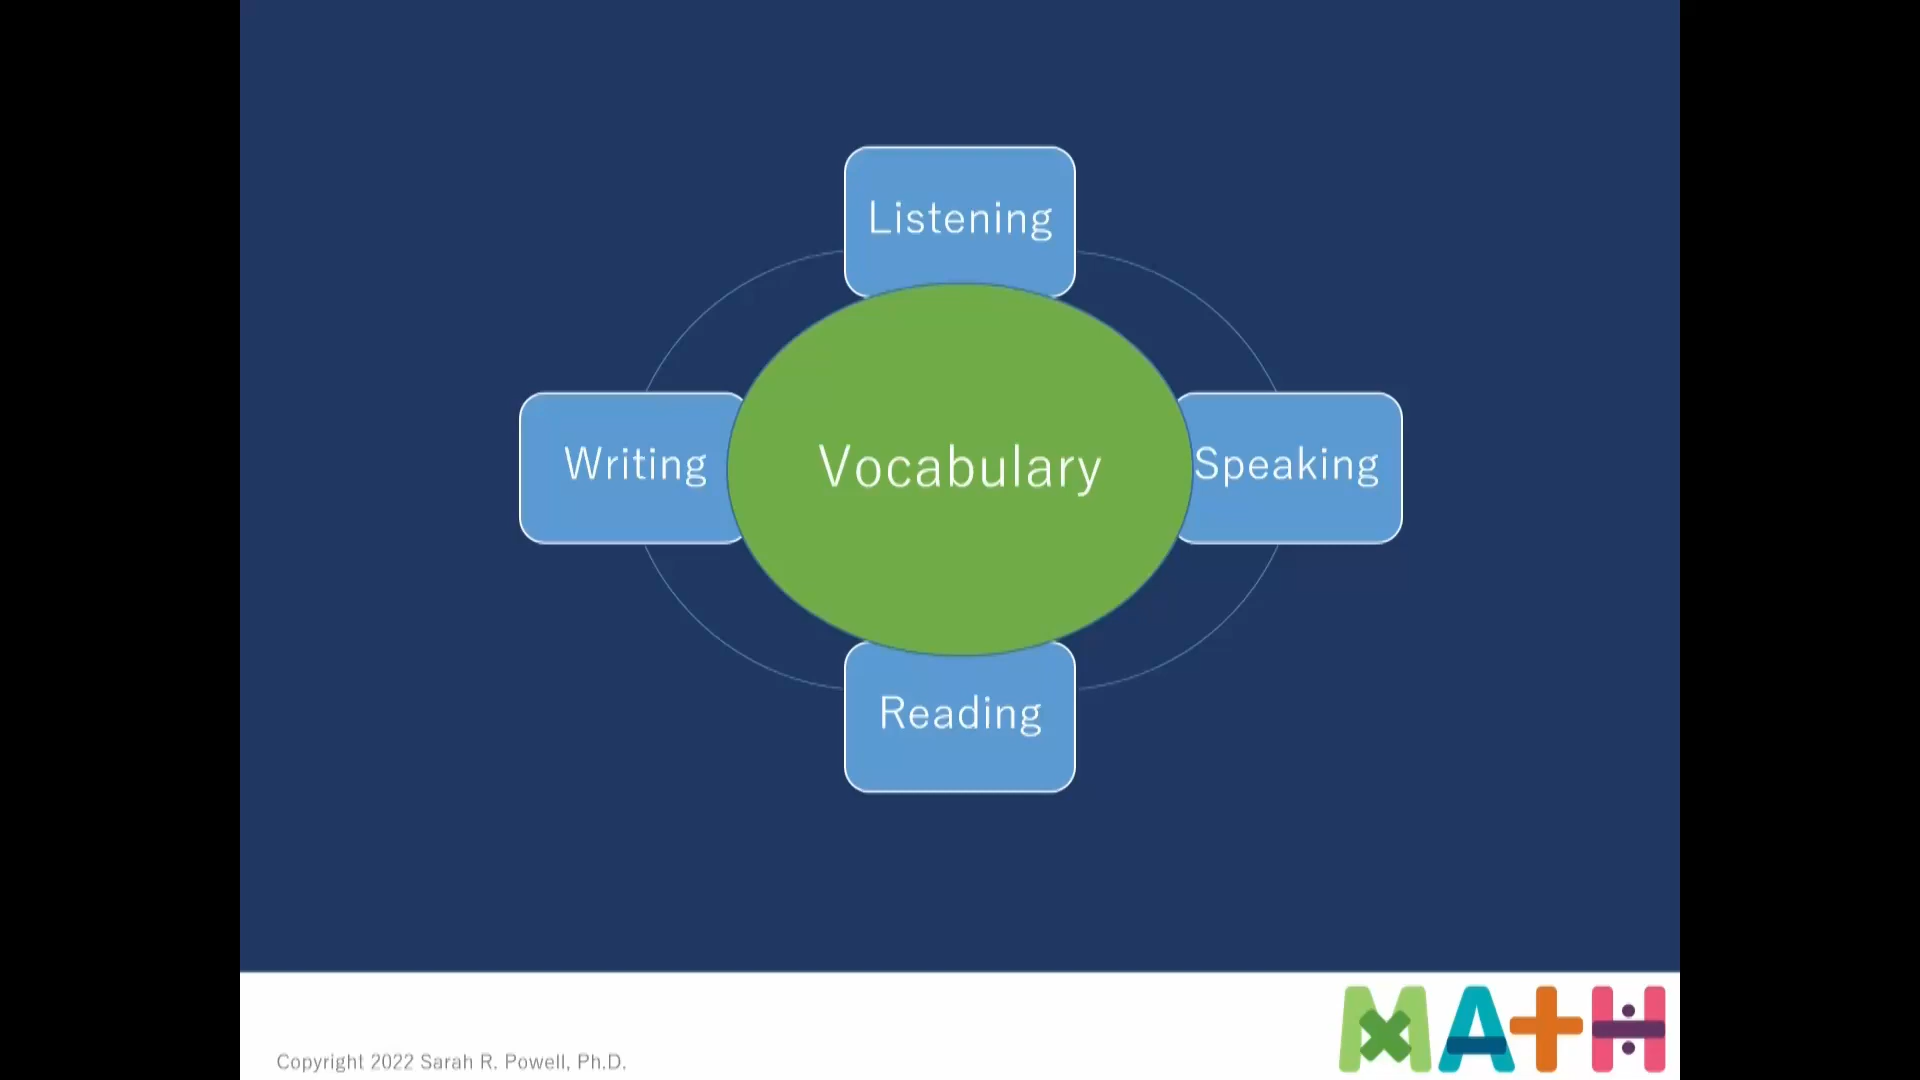 Listening
Writing
Vocabulary
Speaking
Reading
Copyright 2022 Sarah R. Powell, Ph.D.
MATH